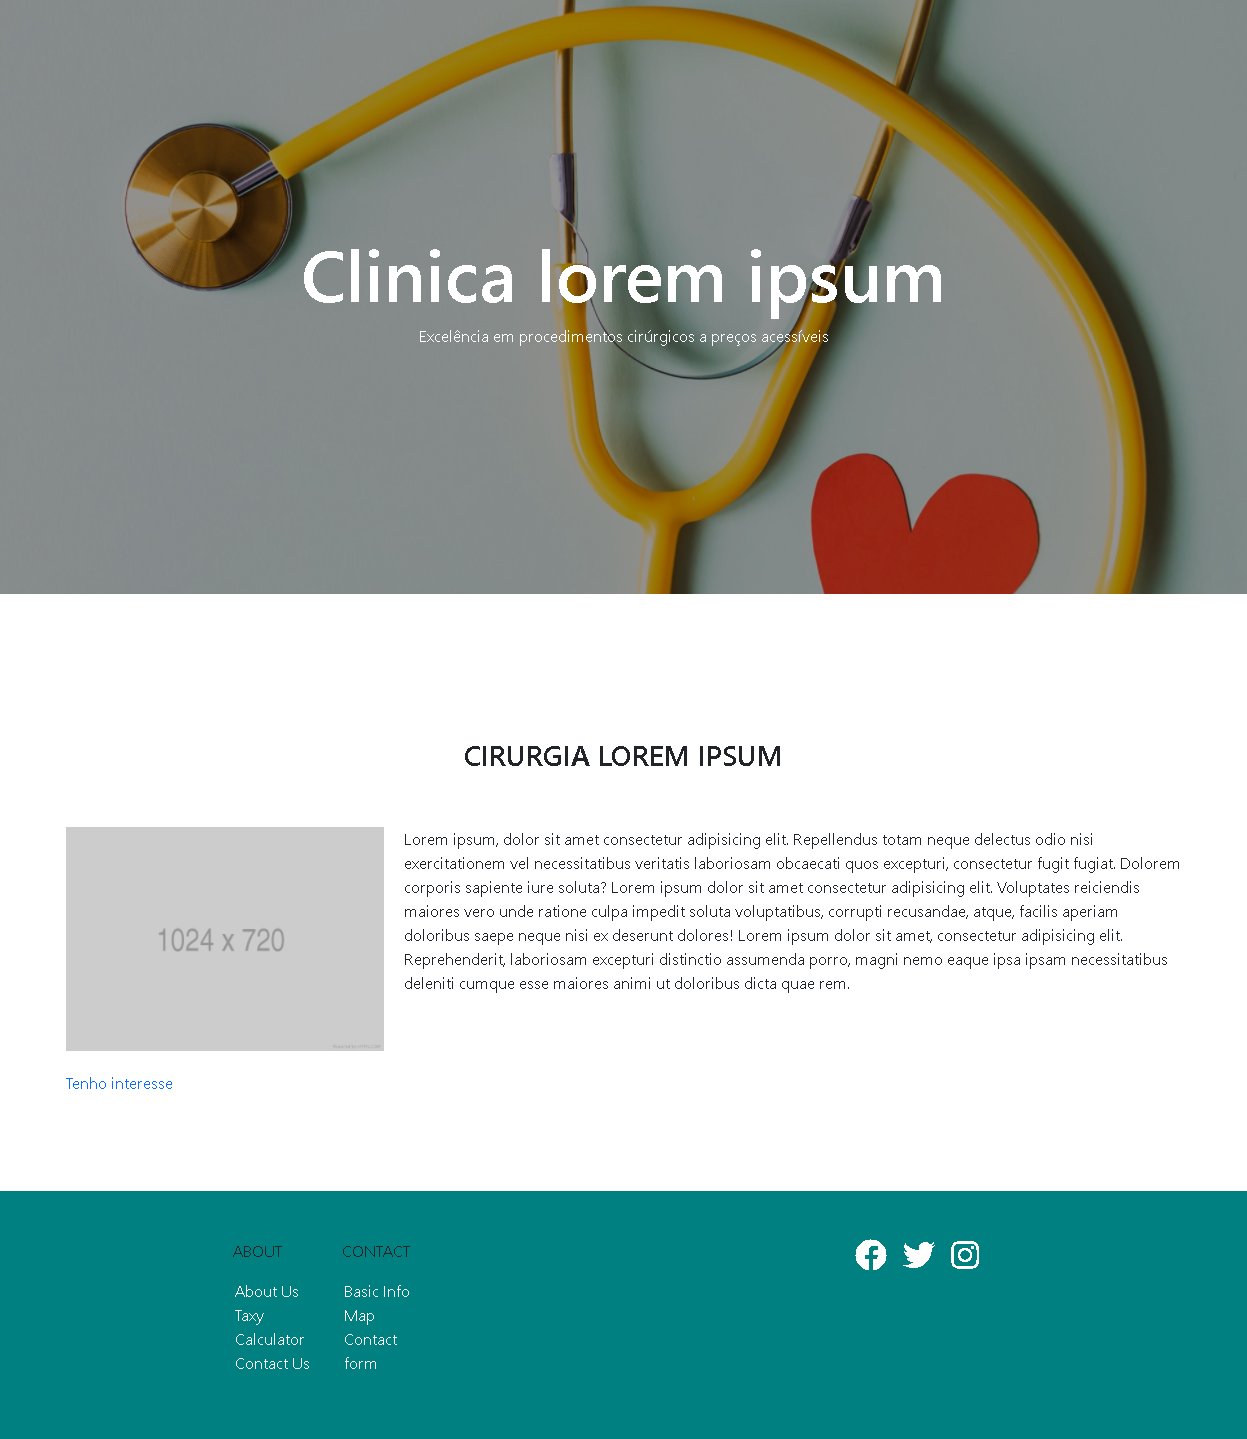 Clinica lorem ipsum
Excelência em procedimentos cirúrgicos a preços acessíveis
CIRURGIA LOREM IPSUM
1024 x 720
Lorem ipsum, dolor sit amet consectetur adipisicing elit. Repellendus totam neque delectus odio nisi
exercitationem vel necessitatibus veritatis laboriosam obcaecati quos excepturi, consectetur fugit fugiat. Dolorem
corporis sapiente iure soluta? Lorem ipsum dolor sit amet consectetur adipisicing elit. Voluptates reiciendis
maiores vero unde ratione culpa impedit soluta voluptatibus, corrupti recusandae, atque, facilis aperiam
doloribus saepe neque nisi ex deserunt dolores! Lorem ipsum dolor sit amet, consectetur adipisicing elit.
Reprehenderit, laboriosam excepturi distinctio assumenda porro, magni nemo eaque ipsa ipsam necessitatibus
deleniti cumque esse maiores animi ut doloribus dicta quae rem.
Tenho interesse
ABOUT
About Us
Taxy
Calculator
Contact Us
CONTACT
Basic Info
Map
Contact
form